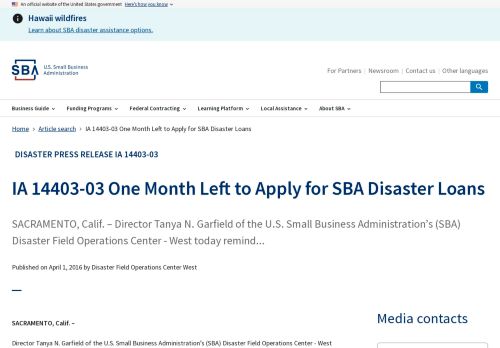 An official website of the United States government Here's how you know
Hawaii wildfires
Learn about SBA disaster assistance options.
SBA U.S. Small Business
Administration
For Partners Newsroom Contact us Other languages
Business Guide Funding Programs Federal Contracting Learning Platform Local Assistance About SBA
Home Article search IA 14403-03 One Month Left to Apply for SBA Disaster Loans
DISASTER PRESS RELEASE IA 14403-03
IA 14403-03 One Month Left to Apply for SBA Disaster Loans
SACRAMENTO, Calif. – Director Tanya N. Garfield of the U.S. Small Business Administration’s (SBA)
Disaster Field Operations Center - West today remind...
Published on April 1, 2016 by Disaster Field Operations Center West
Media contacts
SACRAMENTO, Calif. –
Director Tanya N. Garfield of the U.S. Small Business Administration’s (SBA) Disaster Field Operations Center - West